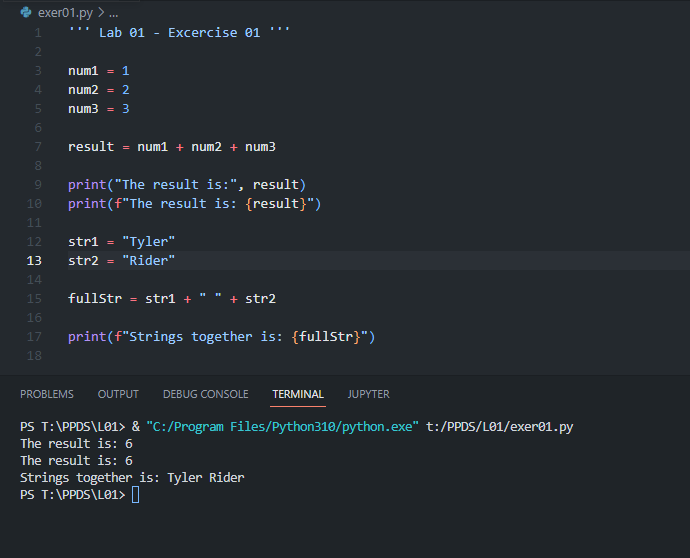 exer01.py > ...
1 ''' Lab 01 - Excercise 01 '''
2
3 num1 = 1
4 num2 = 2
5 num3 = 3
6
7 result = num1 + num2 + num3
8
9 print("The result is:", result)
10 print(f"The result is: {result}")
11
12 str1 = "Tyler"
13 str2 = "Rider"
14
15 fullStr = str1 + " " + str2
16
17 print(f"Strings together is: {fullStr}")
18
PROBLEMS OUTPUT DEBUG CONSOLE TERMINAL JUPYTER
PS T:\PPDS\L01> & "C:/Program Files/Python310/python.exe" t:/PPDS/L01/exer01.py
The result is: 6
The result is: 6
Strings together is: Tyler Rider
PS T:\PPDS\L01>